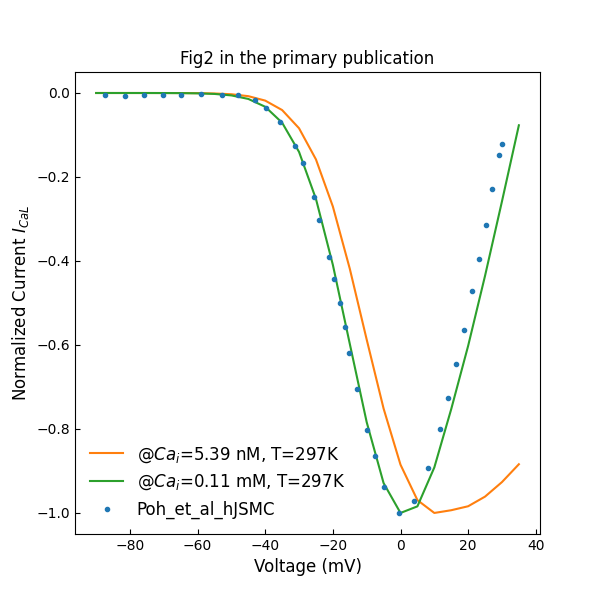 Fig2 in the primary publication
0.0
−0.2
−0.4
−0.6
−0.8
−1.0
Normalized Current I_CaL
@Ca_i=5.39 nM, T=297K
@Ca_i=0.11 mM, T=297K
Poh_et_al_hJSMC
−80 −60 −40 −20 0 20 40
Voltage (mV)